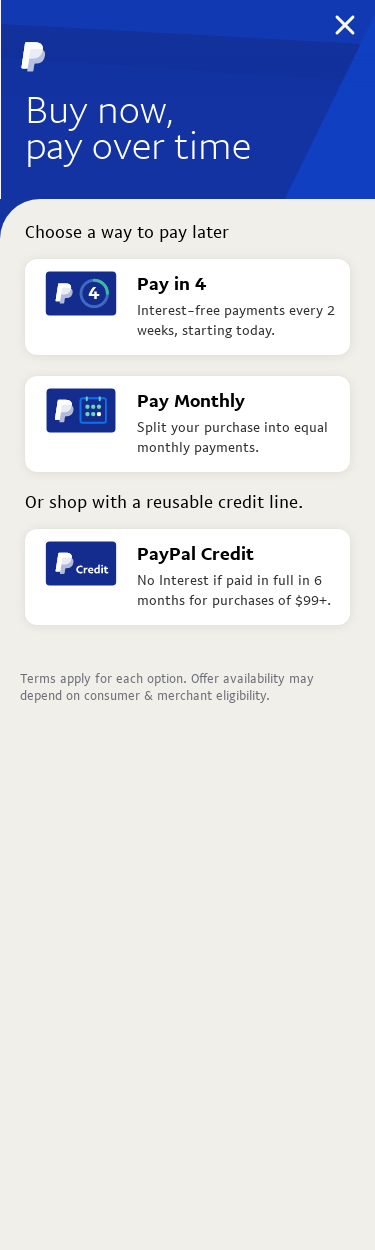 Buy now,
pay over time
Choose a way to pay later
4
Pay in 4
Interest-free payments every 2
weeks, starting today.
Pay Monthly
Split your purchase into equal
monthly payments.
Or shop with a reusable credit line.
Credit
PayPal Credit
No Interest if paid in full in 6
months for purchases of $99+.
Terms apply for each option. Offer availability may
depend on consumer & merchant eligibility.